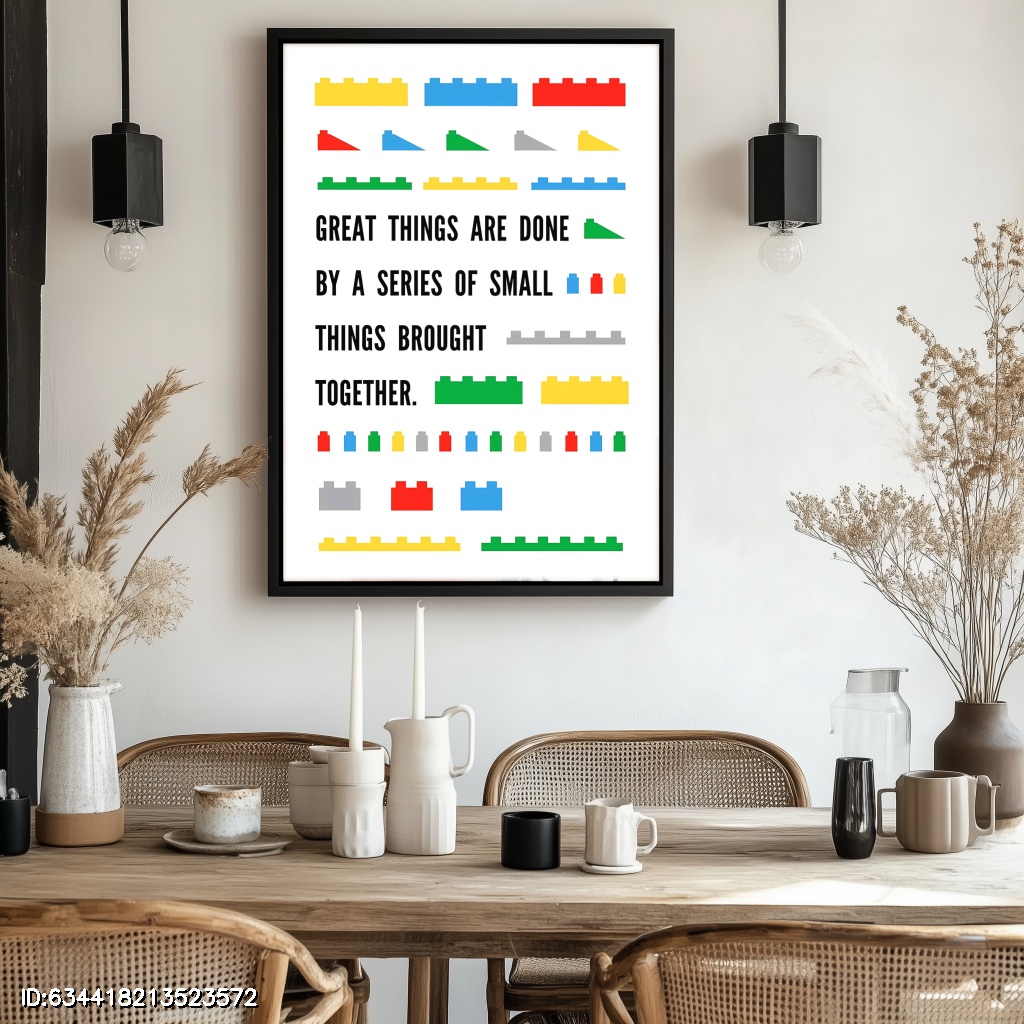 GREAT THINGS ARE DONE
BY A SERIES OF SMALL
THINGS BROUGHT
TOGETHER.
ID:634418213523572